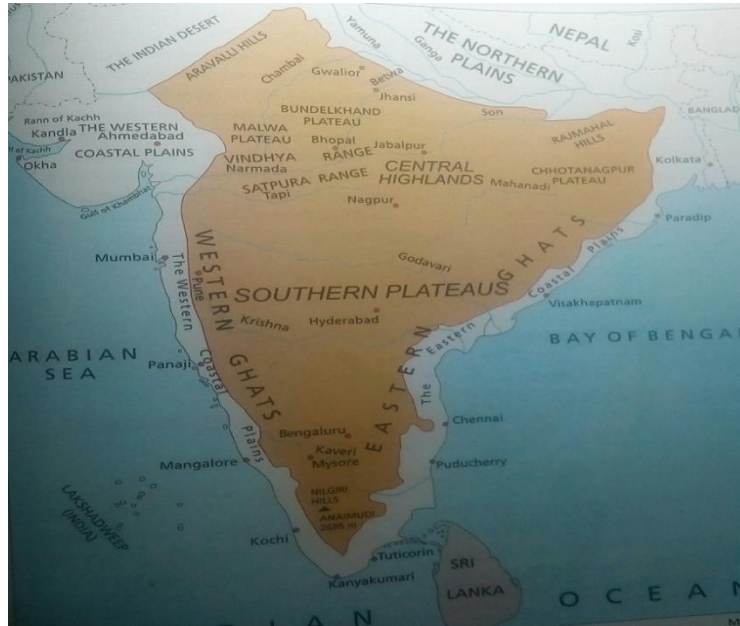 THE INDIAN DESERT
ARAVALLI HILLS
Yamuna
THE NORTHERN
PLAINS
Ganga
NEPAL
Kosi
PAKISTAN
Chambal
Gwalior
Betwa
Jhansi
BUNDELKHAND
PLATEAU
Son
RAJMAHAL
HILLS
BANGLAD
Rann of Kachh
Kandla
THE WESTERN
Ahmedabad
COASTAL PLAINS
of Kachh
Okha
MALWA
PLATEAU
Bhopal
Jabalpur
VINDHYA
RANGE
Narmada
CENTRAL
HIGHLANDS
SATPURA RANGE
Tapi
Mahanadi
CHHOTANAGPUR
PLATEAU
Kolkata
Gulf of Khambhat
Nagpur
Paradip
Mumbai
The Western
Coastal
Plains
Pune
WESTERN
GHATS
Godavari
SOUTHERN PLATEAUS
EASTERN
GHATS
The
Eastern
Coastal
Plains
Visakhapatnam
Krishna
Hyderabad
BAY OF BENGA
ARABIAN
SEA
Panaji
Bengaluru
Chennai
Kaveri
Mysore
Mangalore
Puducherry
LAKSHADWEEP
(INDIA)
NILGIRI
HILLS
ANAIMUDI
2695 m
Kochi
Tuticorin
Kanyakumari
SRI
LANKA
I A N
O C E A N